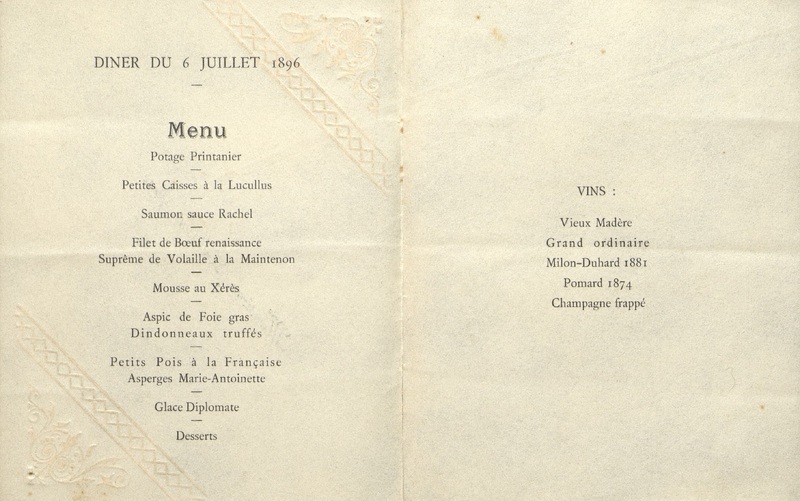 DINER DU 6 JUILLET 1896
Menu
Potage Printanier
Petites Caisses à la Lucullus
Saumon sauce Rachel
Filet de Bœuf renaissance
Suprême de Volaille à la Maintenon
Mousse au Xérès
Aspic de Foie gras
Dindonneaux truffés
Petits Pois à la Française
Asperges Marie-Antoinette
Glace Diplomate
Desserts
VINS :
Vieux Madère
Grand ordinaire
Milon-Duhard 1881
Pomard 1874
Champagne frappé